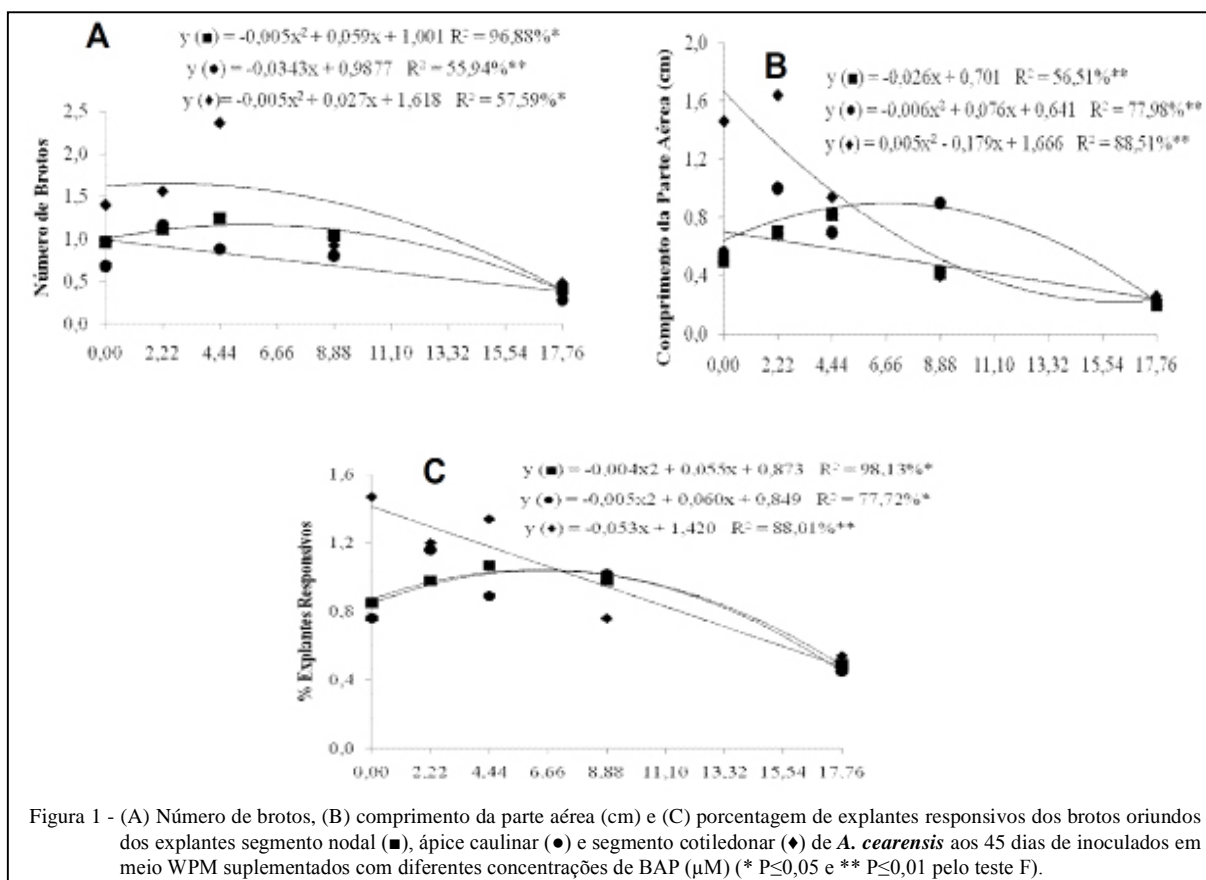 A
y (■) = -0,005x² + 0,059x + 1,001 R² = 96,88%*
y (●) = -0,0343x + 0,9877 R² = 55,94%**
y (♦)= -0,005x² + 0,027x + 1,618 R² = 57,59%*
Número de Brotos
2,5
2,0
1,5
1,0
0,5
0,0
0,00 2,22 4,44 6,66 8,88 11,10 13,32 15,54 17,76
B
y (■) = -0,026x + 0,701 R² = 56,51%**
y (●) = -0,006x² + 0,076x + 0,641 R² = 77,98%**
y (♦) = 0,005x² - 0,179x + 1,666 R² = 88,51%**
Comprimento da Parte Aérea (cm)
2,0
1,6
1,2
0,8
0,4
0,0
0,00 2,22 4,44 6,66 8,88 11,10 13,32 15,54 17,76
C
y (■) = -0,004x2 + 0,055x + 0,873 R² = 98,13%*
y (●) = -0,005x2 + 0,060x + 0,849 R² = 77,72%*
y (♦) = -0,053x + 1,420 R² = 88,01%**
% Explantes Responsivos
1,6
1,2
0,8
0,4
0,0
0,00 2,22 4,44 6,66 8,88 11,10 13,32 15,54 17,76
Figura 1 - (A) Número de brotos, (B) comprimento da parte aérea (cm) e (C) porcentagem de explantes responsivos dos brotos oriundos
dos explantes segmento nodal (■), ápice caulinar (●) e segmento cotiledonar (♦) de A. cearensis aos 45 dias de inoculados em
meio WPM suplementados com diferentes concentrações de BAP (µM) (* P≤0,05 e ** P≤0,01 pelo teste F).